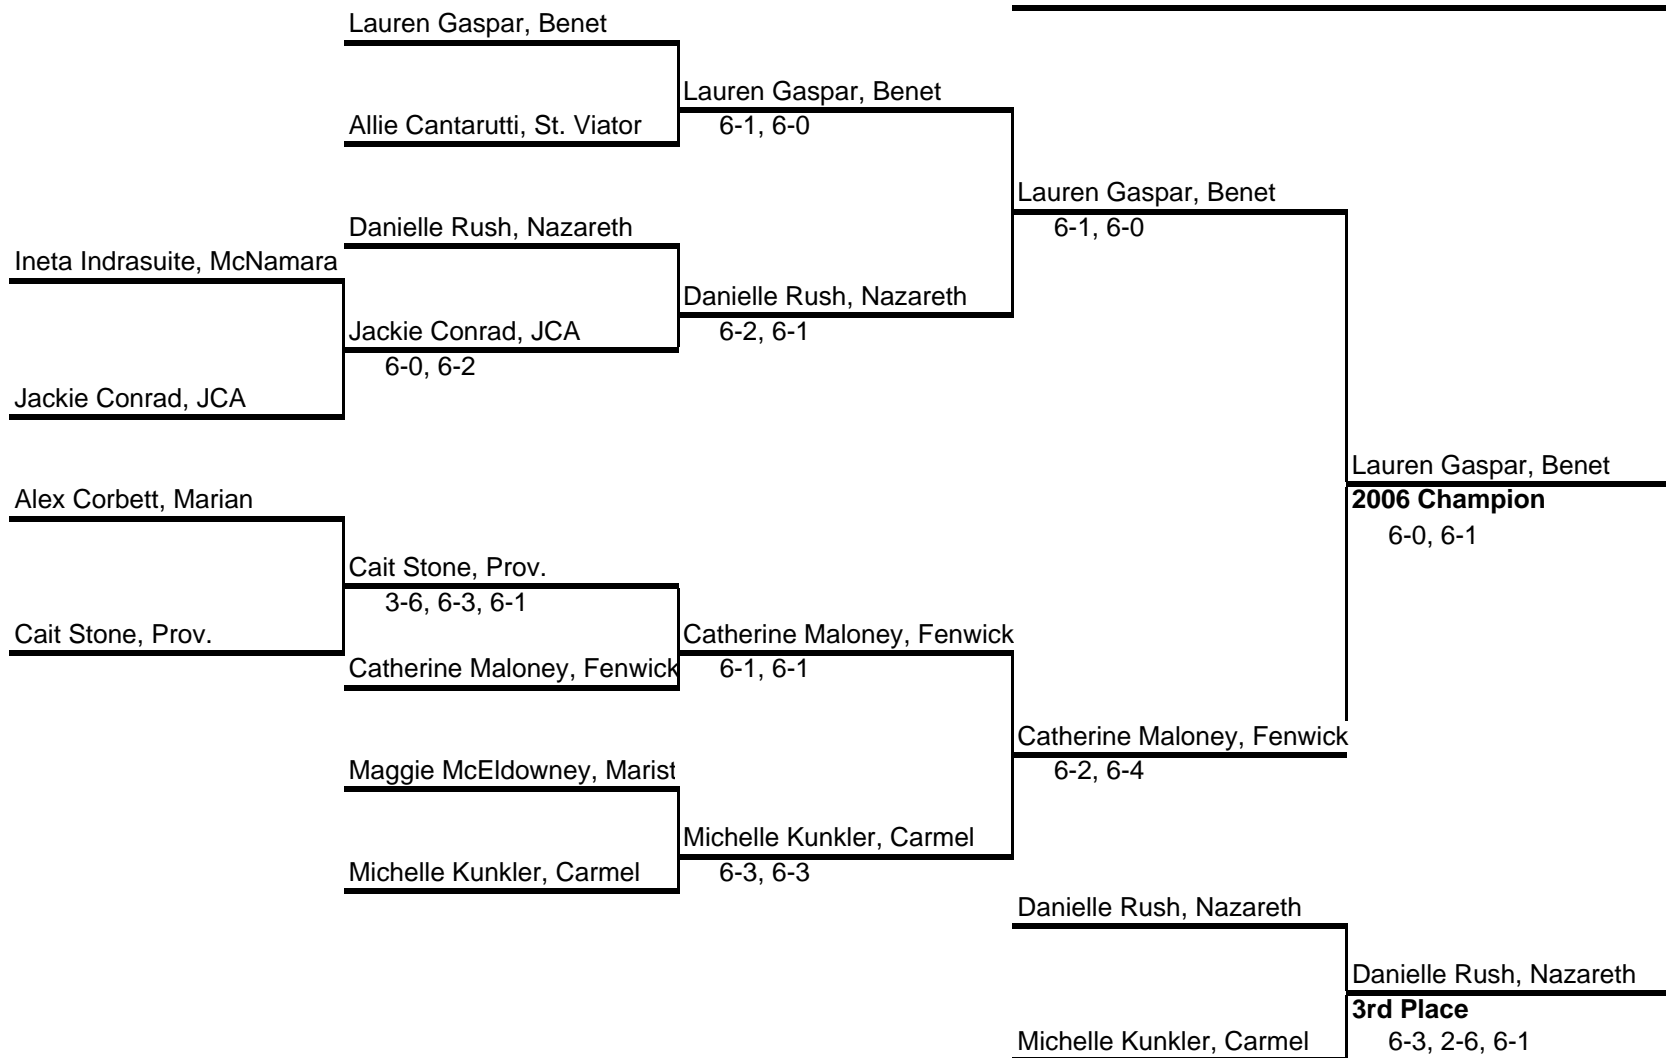 Lauren Gaspar, Benet
Lauren Gaspar, Benet
Allie Cantarutti, St. Viator
6-1, 6-0
Lauren Gaspar, Benet
Danielle Rush, Nazareth
6-1, 6-0
Ineta Indrasuite, McNamara
Danielle Rush, Nazareth
Jackie Conrad, JCA
6-2, 6-1
6-0, 6-2
Jackie Conrad, JCA
Lauren Gaspar, Benet
Alex Corbett, Marian
2006 Champion
6-0, 6-1
Cait Stone, Prov.
3-6, 6-3, 6-1
Cait Stone, Prov.
Catherine Maloney, Fenwick
Catherine Maloney, Fenwick
6-1, 6-1
Catherine Maloney, Fenwick
Maggie McEldowney, Marist
6-2, 6-4
Michelle Kunkler, Carmel
Michelle Kunkler, Carmel
6-3, 6-3
Danielle Rush, Nazareth
Danielle Rush, Nazareth
3rd Place
Michelle Kunkler, Carmel
6-3, 2-6, 6-1